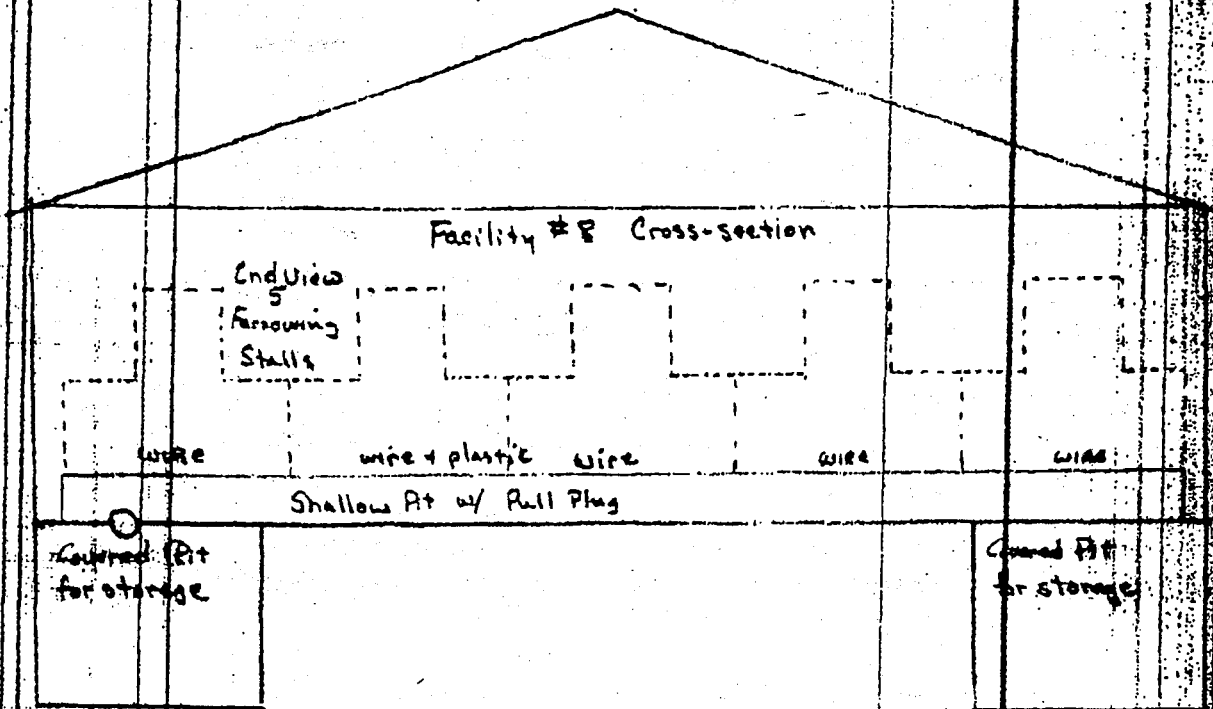 Facility #8 Cross-section
End View
5
Farrowing
Stalls
wire wire + plastic wire wire wire
Shallow Pit w/ Pull Plug
Covered Pit
for storage
Covered Pit
for storage